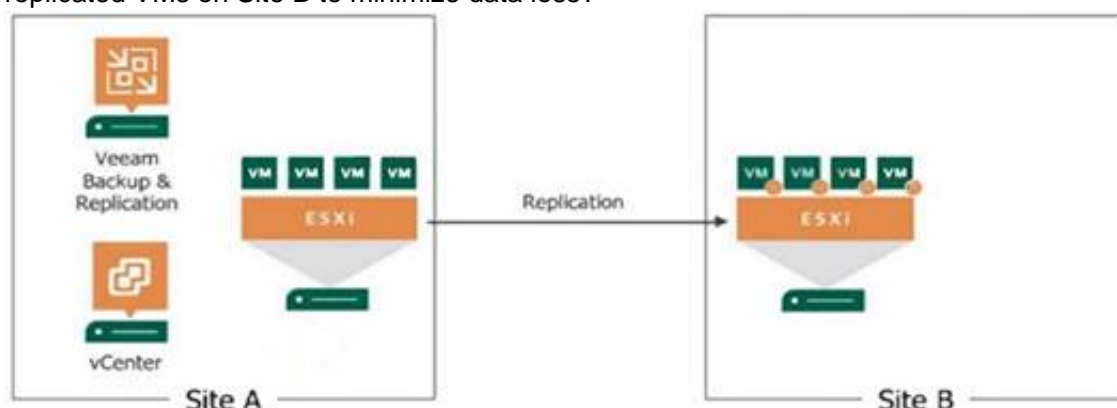 replicated VMs on Site B to minimize data loss?
Veeam
Backup &
Replication
vCenter
VM VM VM VM
ESXi
Site A
Replication
VM VM VM VM
ESXi
Site B